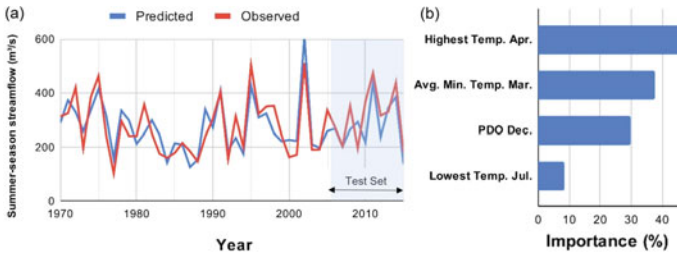 (a)
Predicted Observed
Summer-season streamflow (m³/s)
600
400
200
0
Test Set
1970 1980 1990 2000 2010
Year
(b)
Highest Temp. Apr.
Avg. Min. Temp. Mar.
PDO Dec.
Lowest Temp. Jul.
0 10 20 30 40
Importance (%)